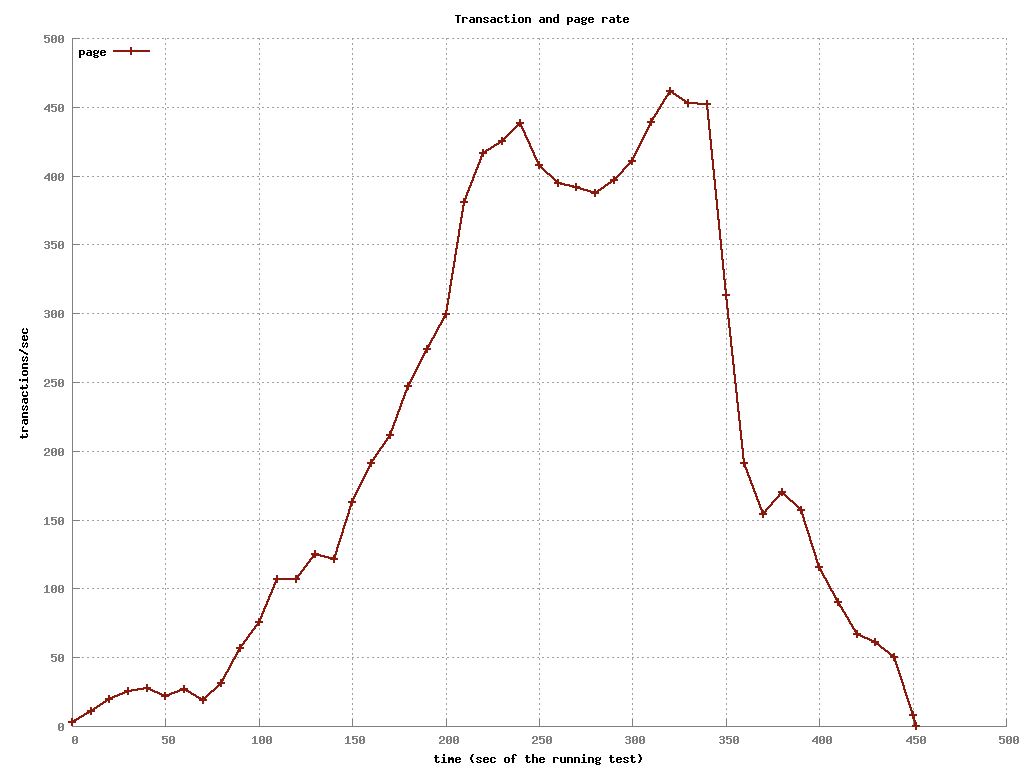 Transaction and page rate
page
500
450
400
350
300
250
200
150
100
50
0
transactions/sec
0 50 100 150 200 250 300 350 400 450 500
time (sec of the running test)